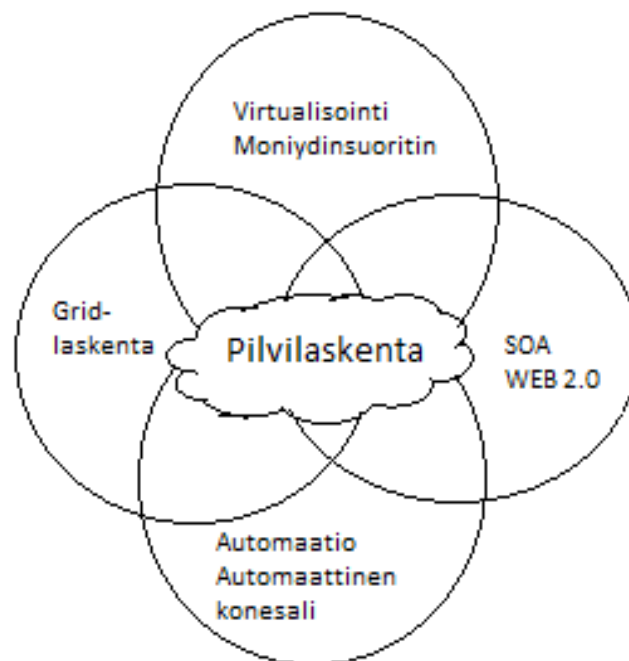 Virtualisointi
Moniydinsuoritin
Grid-
laskenta
Pilvilaskenta
SOA
WEB 2.0
Automaatio
Automaattinen
konesali